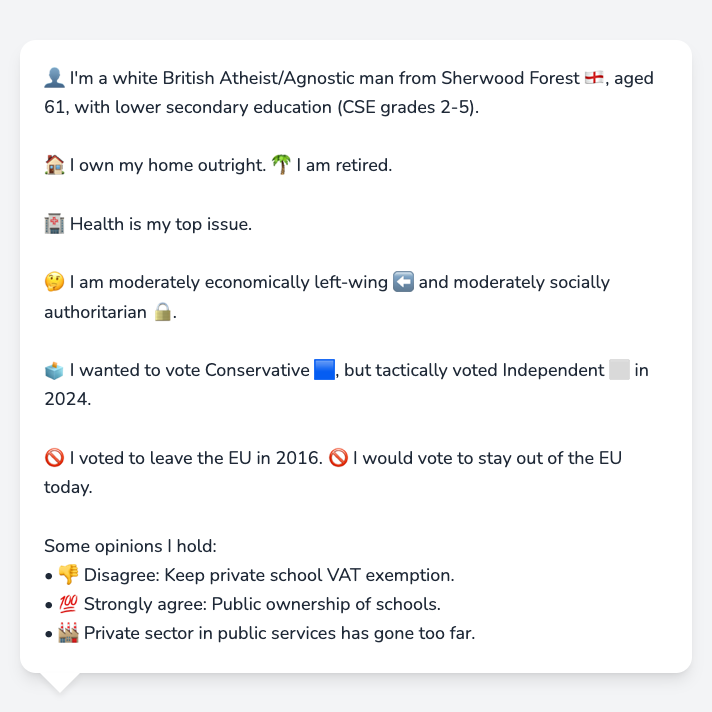 👤 I'm a white British Atheist/Agnostic man from Sherwood Forest 🏴󠁧󠁢󠁥󠁮󠁧󠁿, aged
61, with lower secondary education (CSE grades 2-5).
🏠 I own my home outright. 🌴 I am retired.
🏥 Health is my top issue.
🤔 I am moderately economically left-wing ⬅️ and moderately socially
authoritarian 🔒.
🗳️ I wanted to vote Conservative 🟦, but tactically voted Independent ⬜ in
2024.
🚫 I voted to leave the EU in 2016. 🚫 I would vote to stay out of the EU
today.
Some opinions I hold:
• 👎 Disagree: Keep private school VAT exemption.
• 💯 Strongly agree: Public ownership of schools.
• 🏭 Private sector in public services has gone too far.